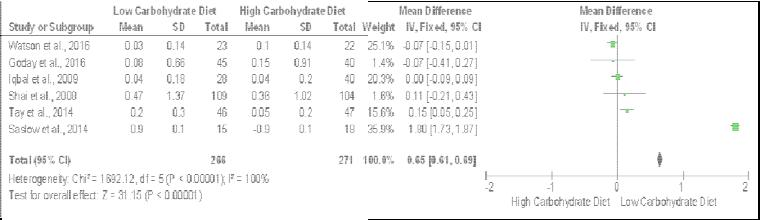 Low Carbohydrate Diet High Carbohydrate Diet Mean Difference Mean Difference
Study or Subgroup Mean SD Total Mean SD Total Weight IV, Fixed, 95% CI IV, Fixed, 95% CI
Watson et al., 2016 0.03 0.14 23 0.1 0.14 22 25.1% -0.07 [-0.15, 0.01]
Goday et al., 2016 0.08 0.66 45 0.15 0.91 40 1.4% -0.07 [-0.41, 0.27]
Iqbal et al., 2009 0.04 0.18 28 0.04 0.2 40 20.3% 0.00 [-0.09, 0.09]
Shai et al., 2008 0.47 1.37 109 0.36 1.02 104 0.11 [-0.21, 0.43]
Tay et al., 2014 0.2 0.3 46 0.05 0.2 47 15.6% 0.15 [0.05, 0.25]
Saslow et al., 2014 0.9 0.1 15 -0.9 0.1 18 35.9% 1.80 [1.73, 1.87]
Total (95% CI) 266 271 100.0% 0.65 [0.61, 0.69]
Heterogeneity: Chi² = 1692.12, df = 5 (P < 0.00001); I² = 100%
Test for overall effect: Z = 31.15 (P < 0.00001)
-2 -1 0 1 2
High Carbohydrate Diet Low Carbohydrate Diet